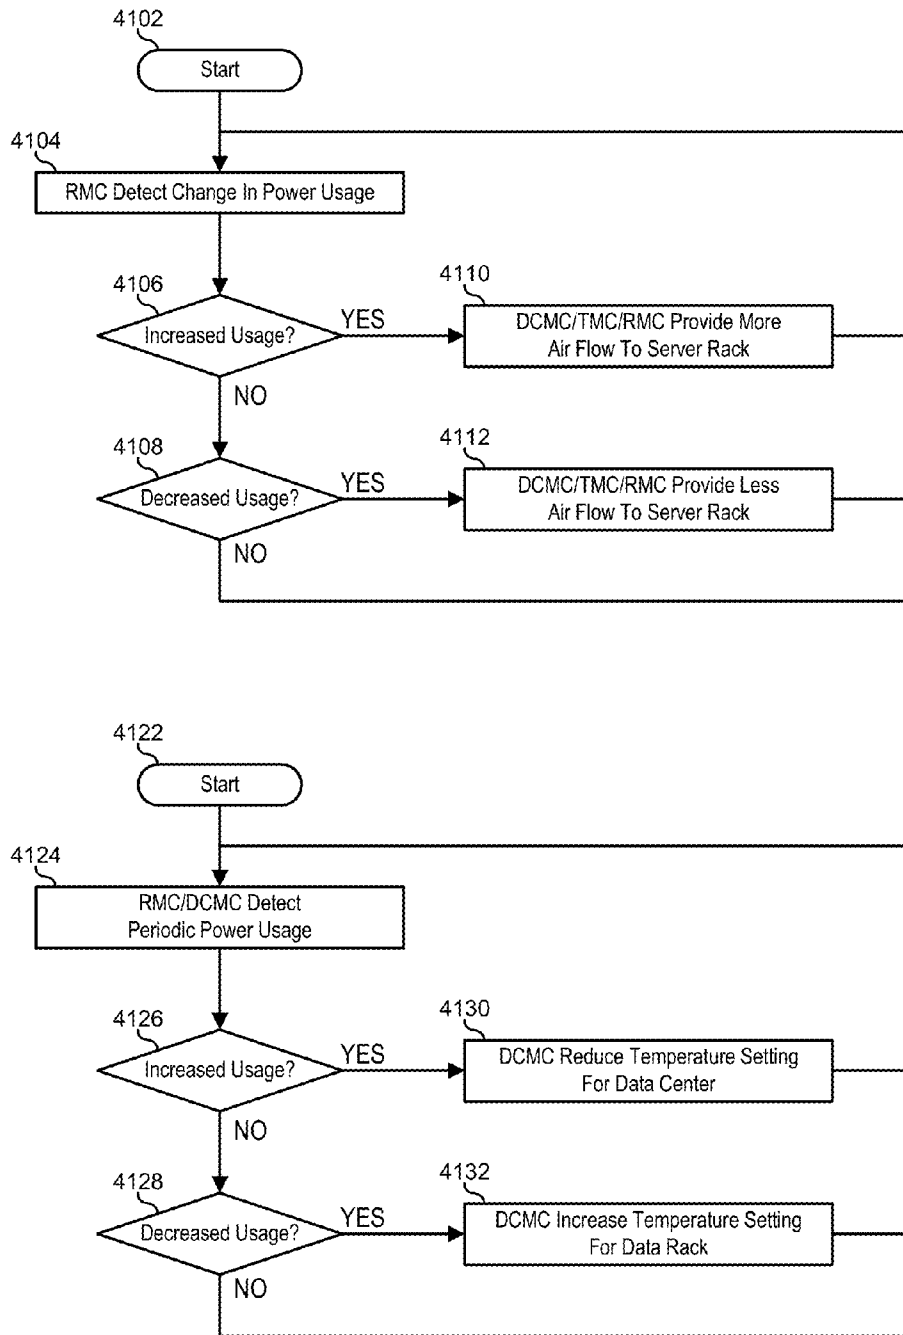 4102
Start
4104
RMC Detect Change In Power Usage
4106
Increased Usage?
YES
4110
DCMC/TMC/RMC Provide More
Air Flow To Server Rack
NO
4108
Decreased Usage?
YES
4112
DCMC/TMC/RMC Provide Less
Air Flow To Server Rack
NO
4122
Start
4124
RMC/DCMC Detect
Periodic Power Usage
4126
Increased Usage?
YES
4130
DCMC Reduce Temperature Setting
For Data Center
NO
4128
Decreased Usage?
YES
4132
DCMC Increase Temperature Setting
For Data Rack
NO